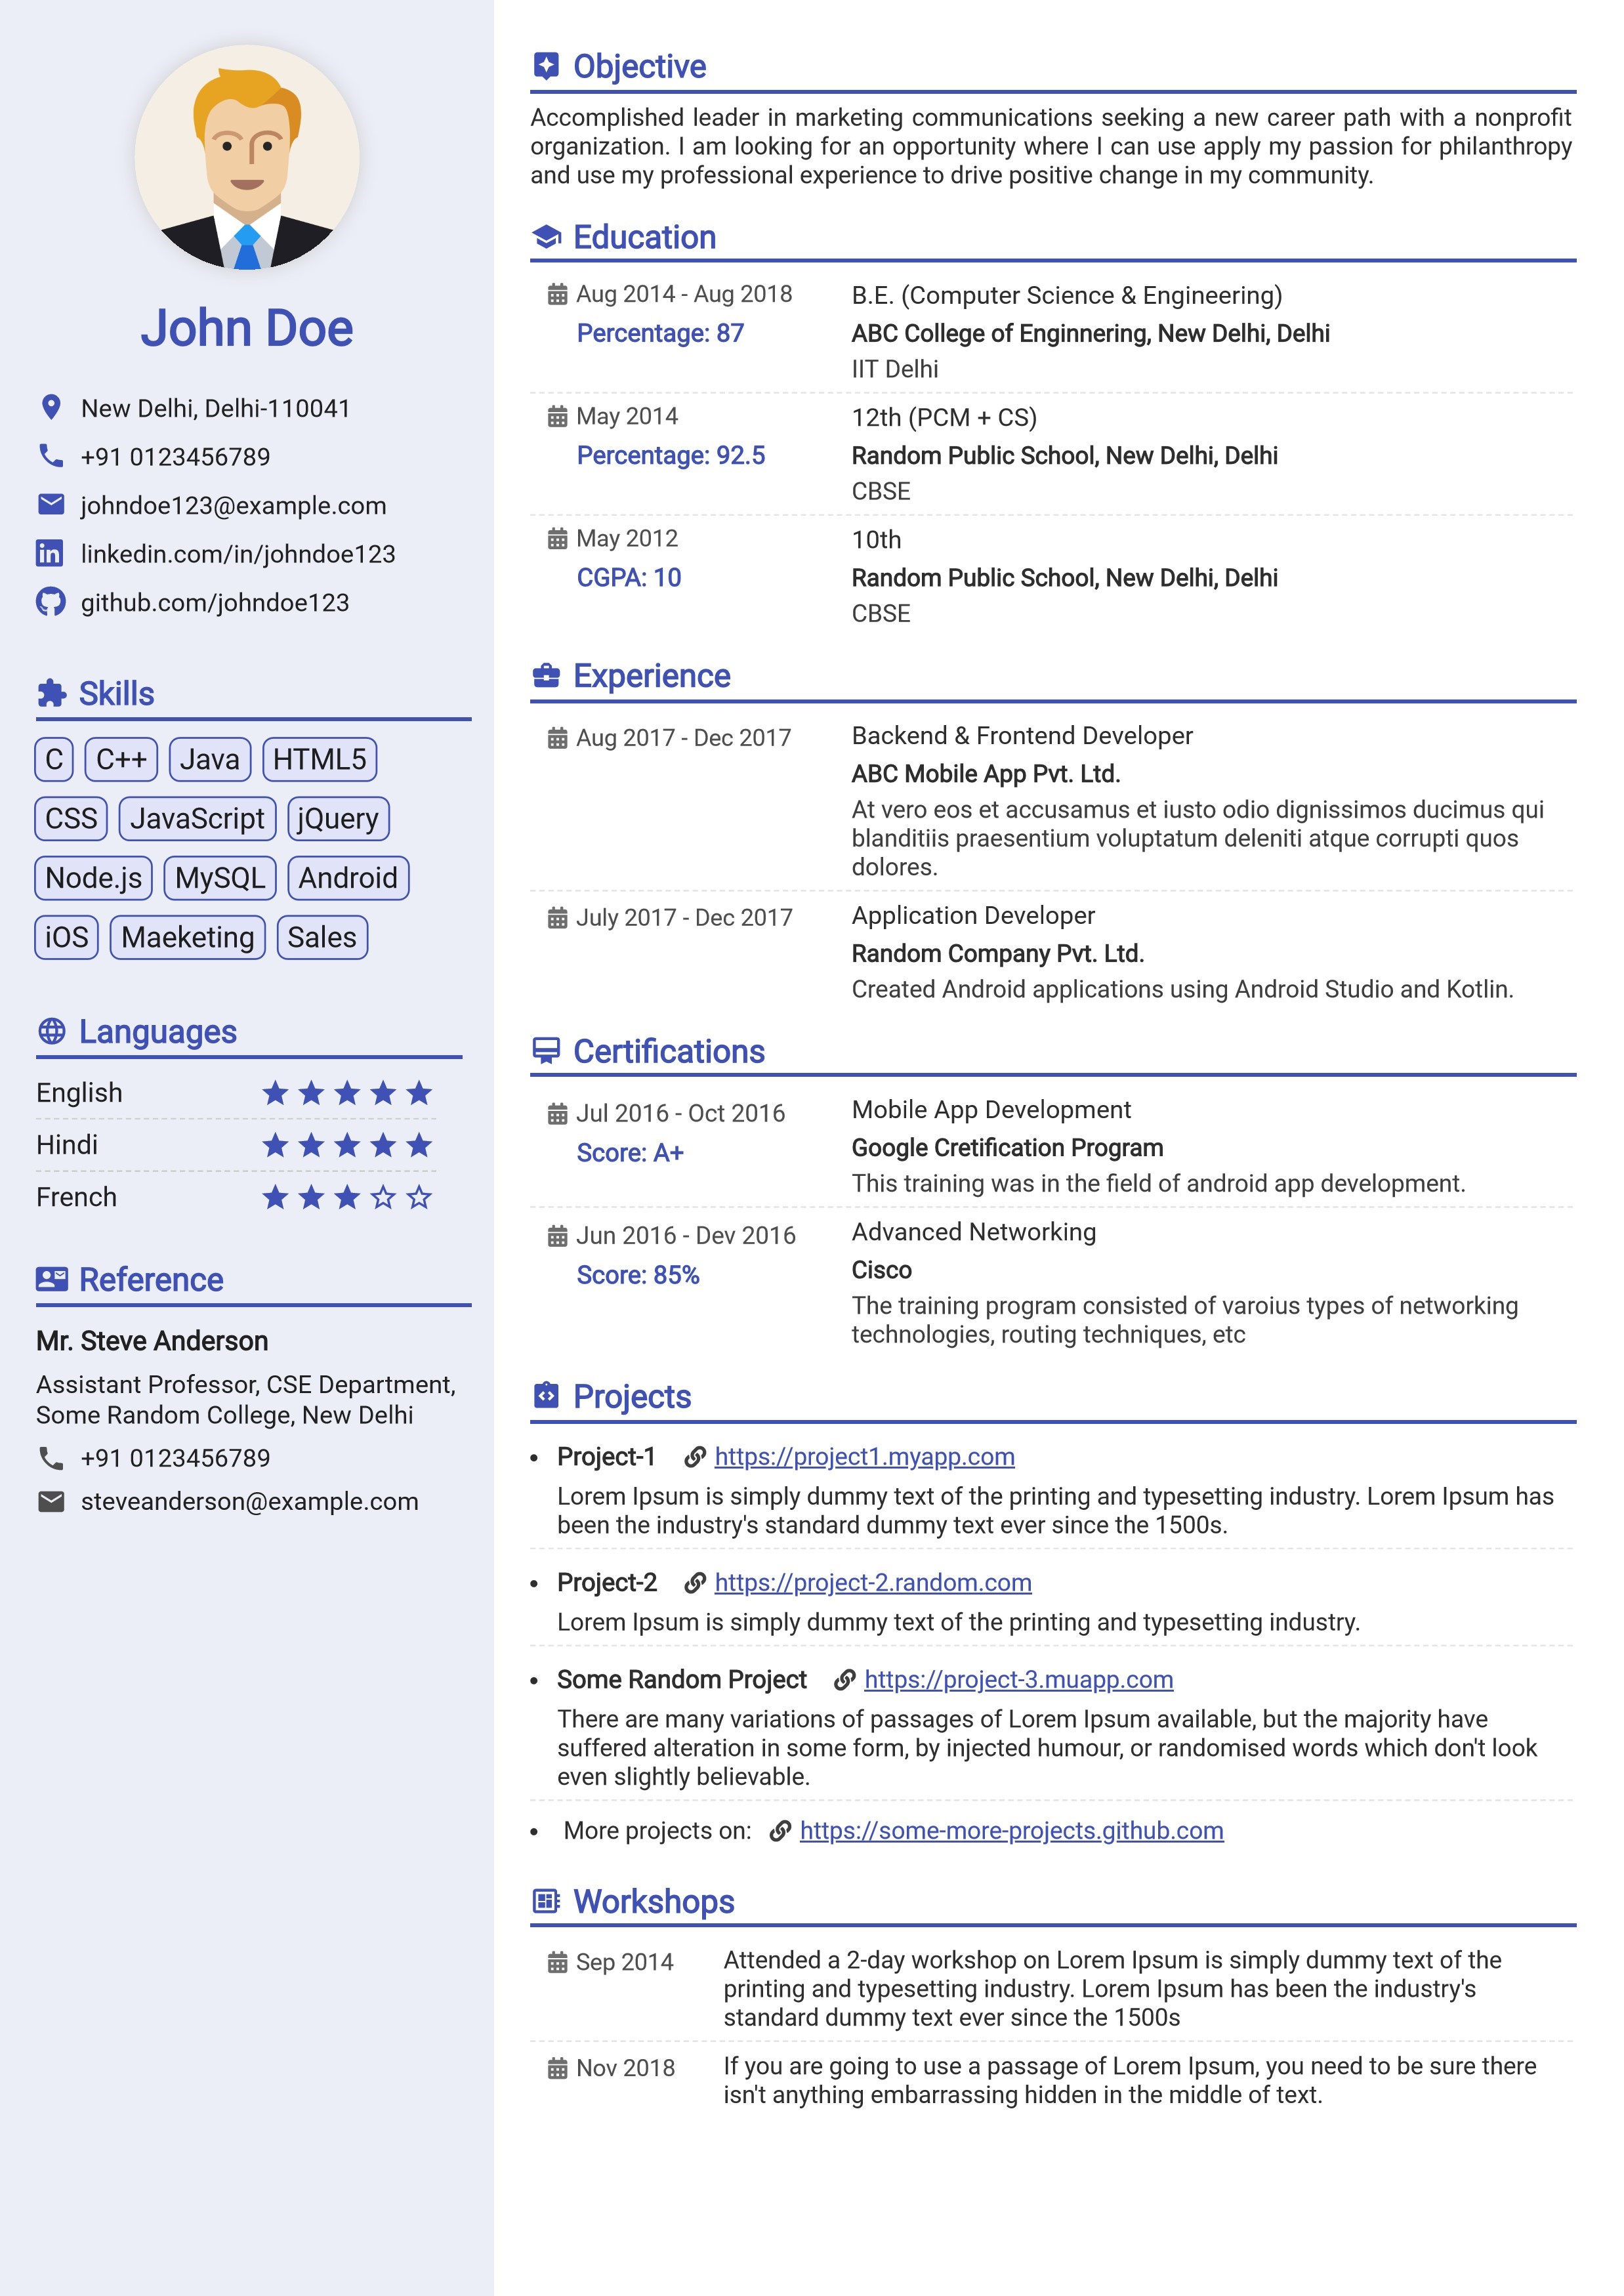 John Doe
New Delhi, Delhi-110041
+91 0123456789
johndoe123@example.com
linkedin.com/in/johndoe123
github.com/johndoe123
Skills
C C++ Java HTML5
CSS JavaScript jQuery
Node.js MySQL Android
iOS Maeketing Sales
Languages
English
Hindi
French
Reference
Mr. Steve Anderson
Assistant Professor, CSE Department,
Some Random College, New Delhi
+91 0123456789
steveanderson@example.com
Objective
Accomplished leader in marketing communications seeking a new career path with a nonprofit
organization. I am looking for an opportunity where I can use apply my passion for philanthropy
and use my professional experience to drive positive change in my community.
Education
Aug 2014 - Aug 2018 B.E. (Computer Science & Engineering)
Percentage: 87 ABC College of Enginnering, New Delhi, Delhi
IIT Delhi
May 2014 12th (PCM + CS)
Percentage: 92.5 Random Public School, New Delhi, Delhi
CBSE
May 2012 10th
CGPA: 10 Random Public School, New Delhi, Delhi
CBSE
Experience
Aug 2017 - Dec 2017 Backend & Frontend Developer
ABC Mobile App Pvt. Ltd.
At vero eos et accusamus et iusto odio dignissimos ducimus qui
blanditiis praesentium voluptatum deleniti atque corrupti quos
dolores.
July 2017 - Dec 2017 Application Developer
Random Company Pvt. Ltd.
Created Android applications using Android Studio and Kotlin.
Certifications
Jul 2016 - Oct 2016 Mobile App Development
Score: A+ Google Cretification Program
This training was in the field of android app development.
Jun 2016 - Dev 2016 Advanced Networking
Score: 85% Cisco
The training program consisted of varoius types of networking
technologies, routing techniques, etc
Projects
• Project-1 https://project1.myapp.com
Lorem Ipsum is simply dummy text of the printing and typesetting industry. Lorem Ipsum has
been the industry's standard dummy text ever since the 1500s.
• Project-2 https://project-2.random.com
Lorem Ipsum is simply dummy text of the printing and typesetting industry.
• Some Random Project https://project-3.muapp.com
There are many variations of passages of Lorem Ipsum available, but the majority have
suffered alteration in some form, by injected humour, or randomised words which don't look
even slightly believable.
• More projects on: https://some-more-projects.github.com
Workshops
Sep 2014 Attended a 2-day workshop on Lorem Ipsum is simply dummy text of the
printing and typesetting industry. Lorem Ipsum has been the industry's
standard dummy text ever since the 1500s
Nov 2018 If you are going to use a passage of Lorem Ipsum, you need to be sure there
isn't anything embarrassing hidden in the middle of text.